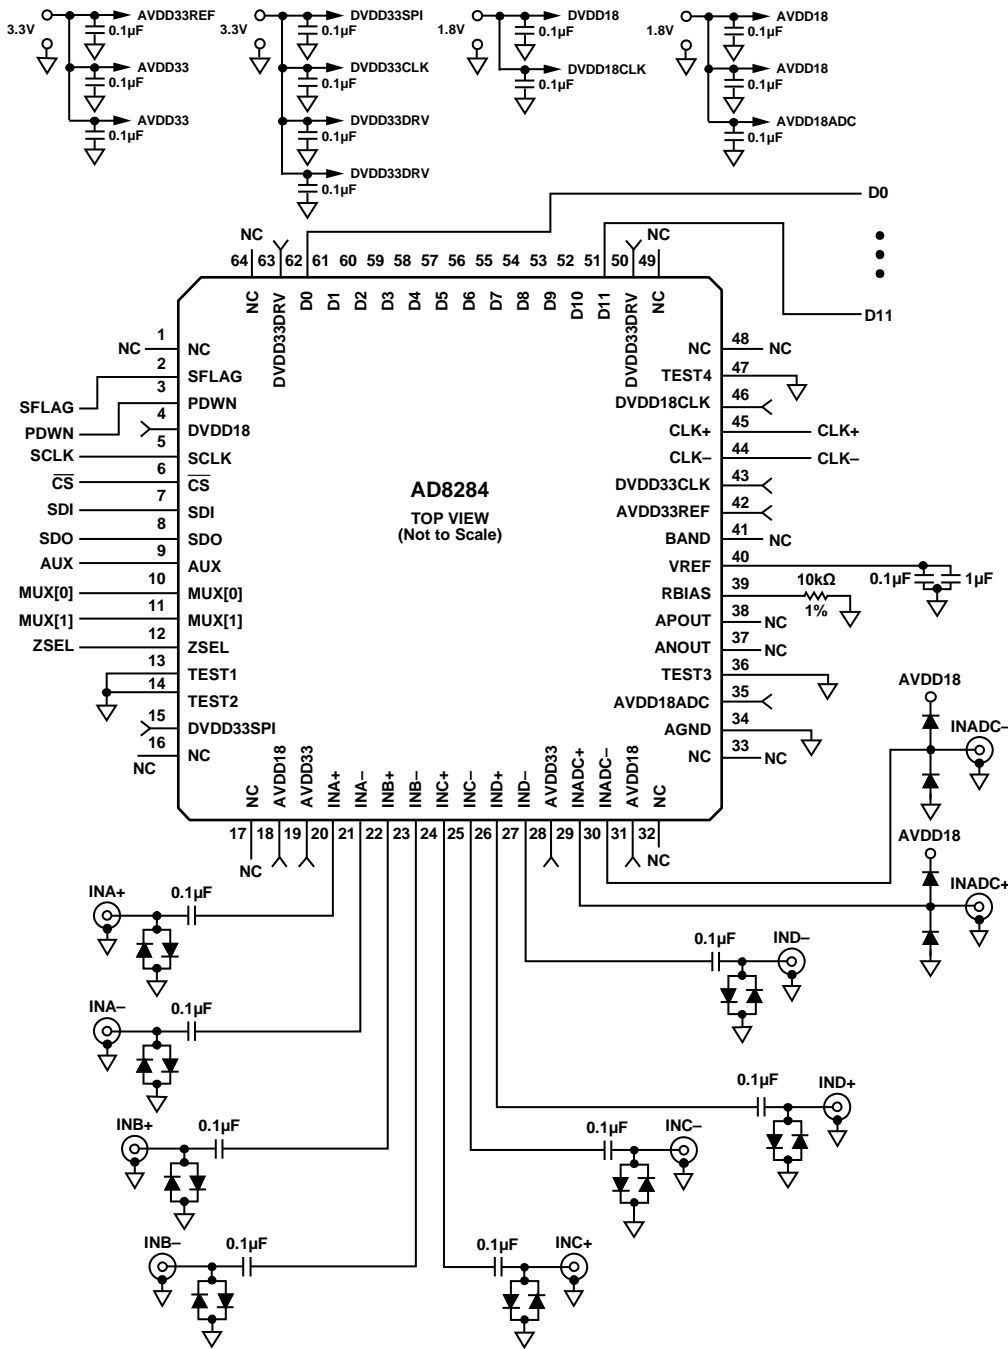 3.3V
AVDD33REF
0.1µF
AVDD33
0.1µF
AVDD33
0.1µF
3.3V
DVDD33SPI
0.1µF
DVDD33CLK
0.1µF
DVDD33DRV
0.1µF
DVDD33DRV
0.1µF
1.8V
DVDD18
0.1µF
DVDD18CLK
0.1µF
1.8V
AVDD18
0.1µF
AVDD18
0.1µF
AVDD18ADC
0.1µF
D0
D11
NC NC
64 63 62 61 60 59 58 57 56 55 54 53 52 51 50 49
NC DVDD33DRV D0 D1 D2 D3 D4 D5 D6 D7 D8 D9 D10 D11 DVDD33DRV NC
NC 1 NC
SFLAG 2 SFLAG
PDWN 3 PDWN
4 DVDD18
SCLK 5 SCLK
CS 6 CS
SDI 7 SDI
SDO 8 SDO
AUX 9 AUX
MUX[0] 10 MUX[0]
MUX[1] 11 MUX[1]
ZSEL 12 ZSEL
13 TEST1
14 TEST2
15 DVDD33SPI
NC 16 NC
AD8284
TOP VIEW
(Not to Scale)
NC 48 NC
TEST4 47
DVDD18CLK 46
CLK+ 45 CLK+
CLK– 44 CLK–
DVDD33CLK 43
AVDD33REF 42
BAND 41 NC
VREF 40 0.1µF 1µF
RBIAS 39 10kΩ
1%
APOUT 38 NC
ANOUT 37 NC
TEST3 36
AVDD18ADC 35
AGND 34
NC 33 NC
NC AVDD18 AVDD33 INA+ INA– INB+ INB– INC+ INC– IND+ IND– AVDD33 INADC+ INADC– AVDD18 NC
17 18 19 20 21 22 23 24 25 26 27 28 29 30 31 32
NC NC
AVDD18
INADC–
AVDD18
INADC+
INA+ 0.1µF
0.1µF IND–
INA– 0.1µF
0.1µF IND+
INB+ 0.1µF
0.1µF INC–
INB– 0.1µF
0.1µF INC+